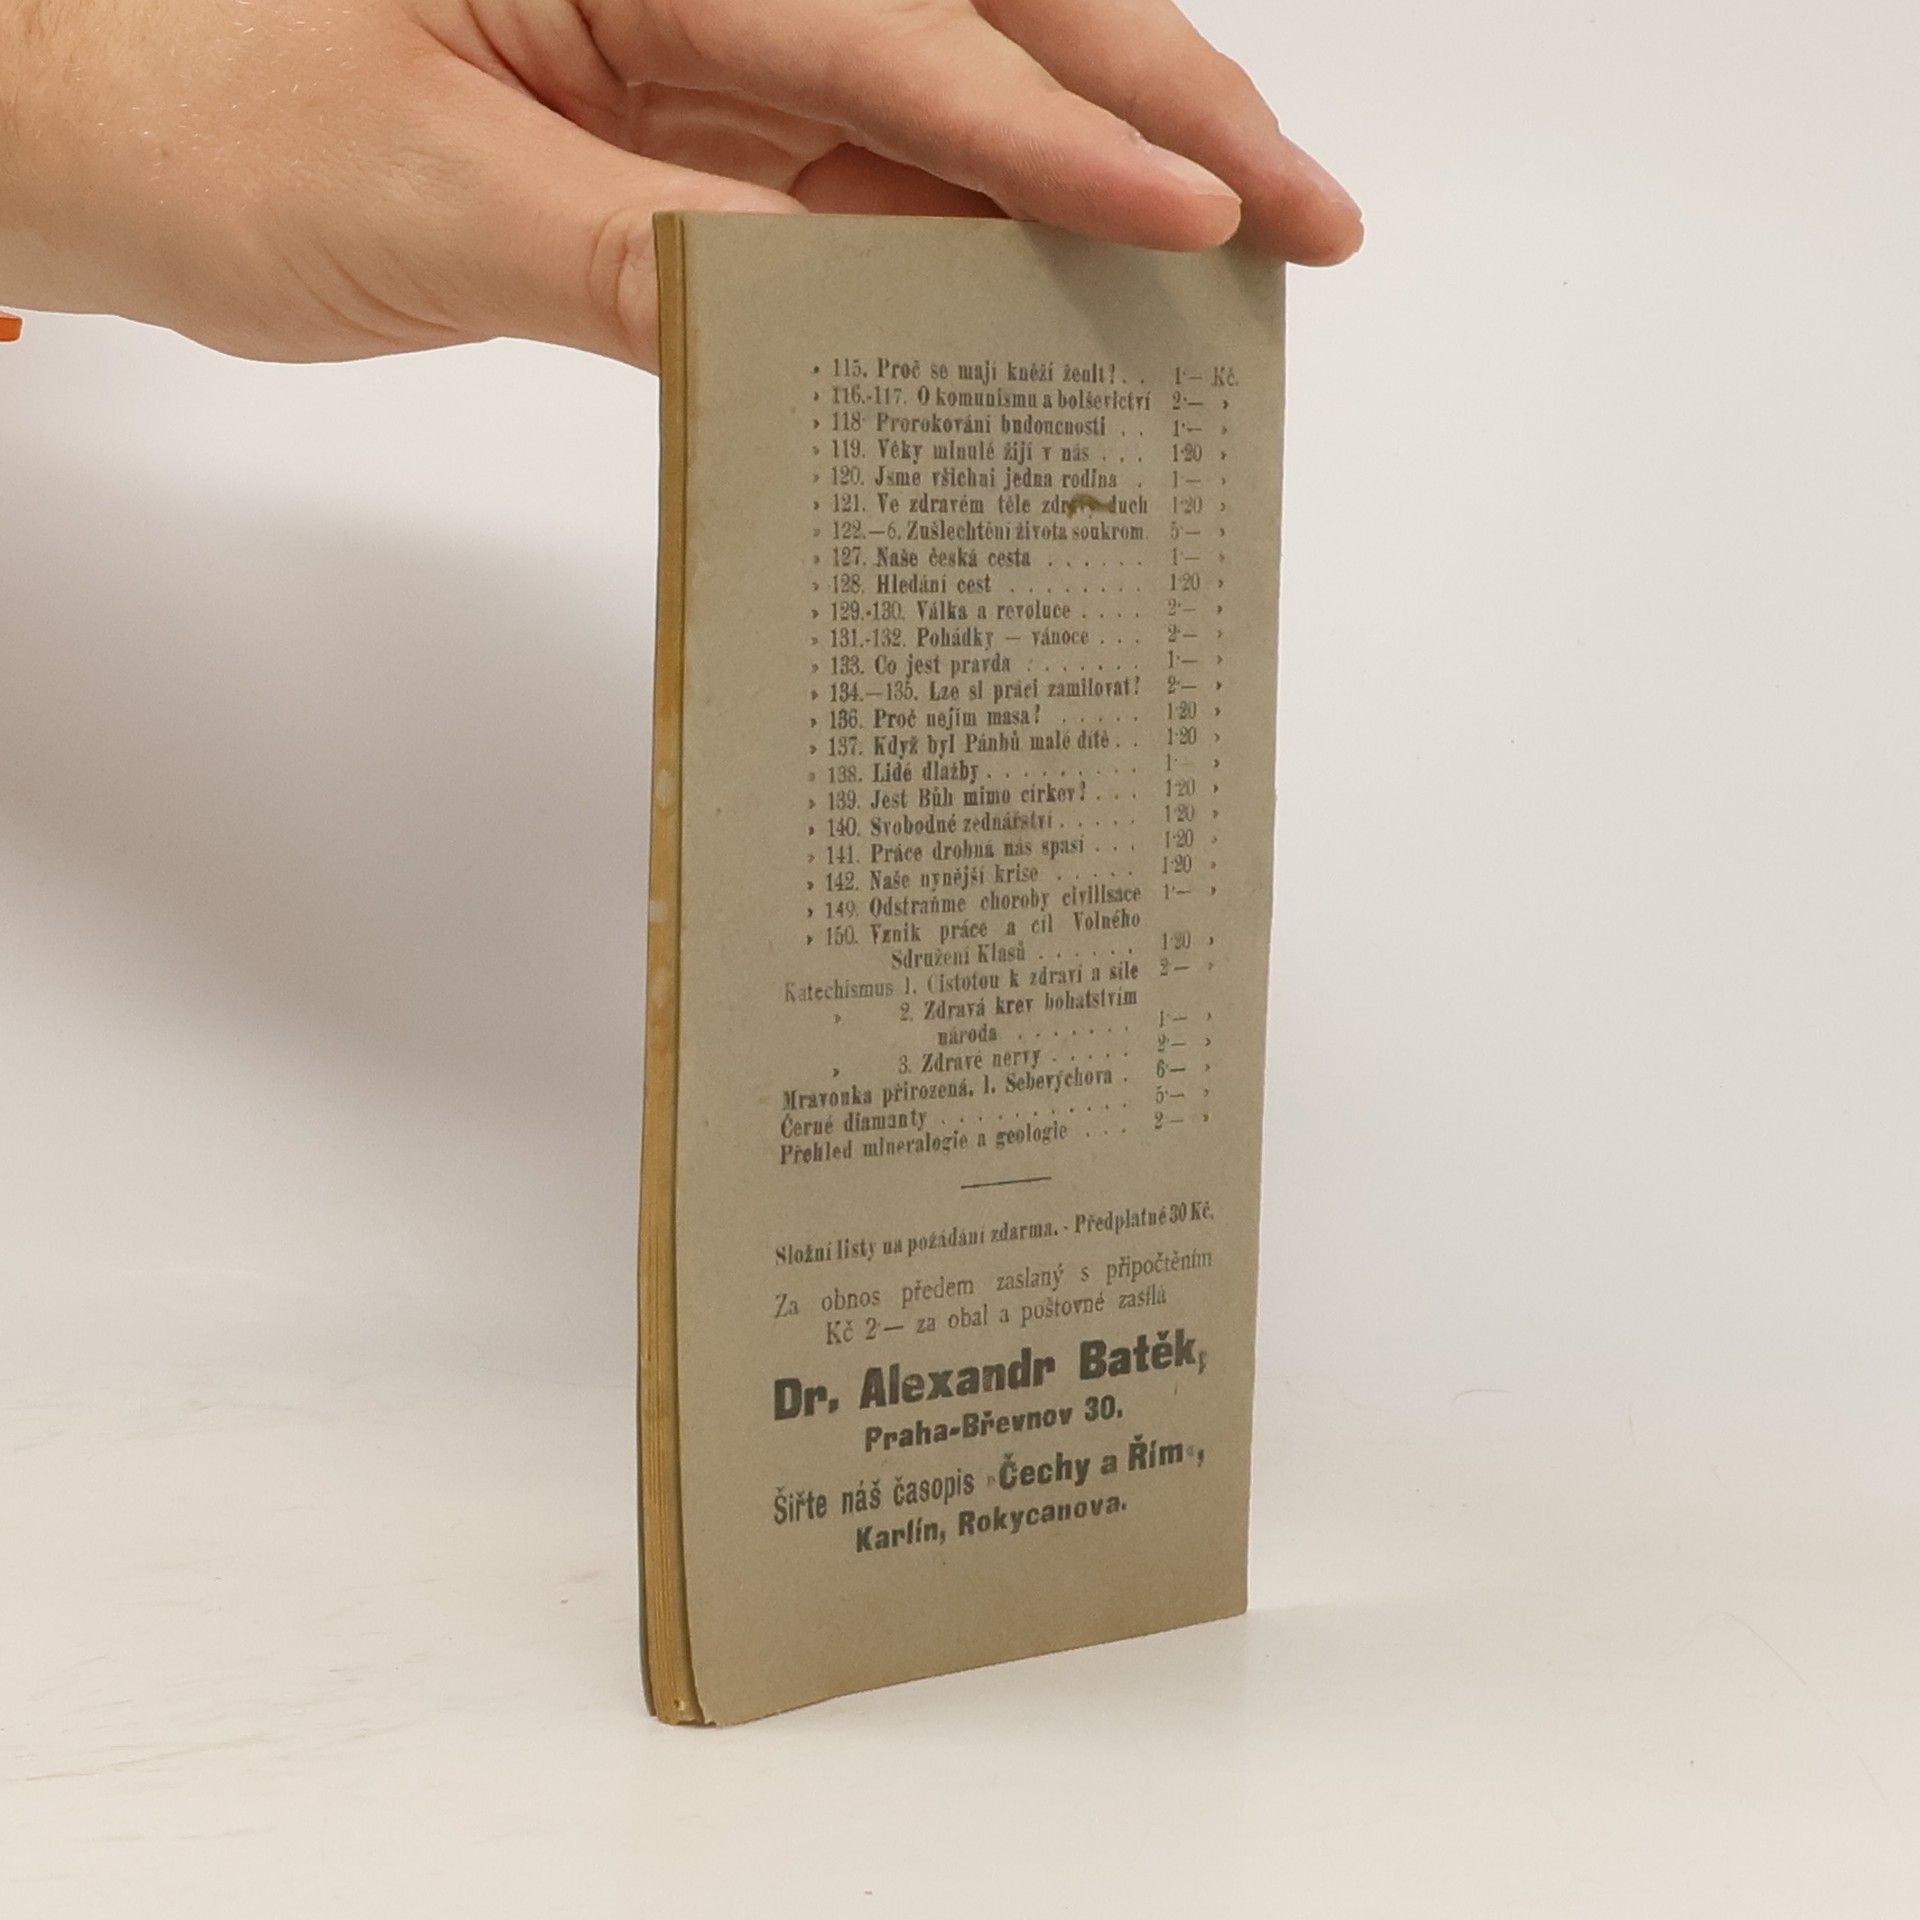 » 115. Proč se mají kněží ženit? . . 1·— Kč.
» 116.-117. O komunismu a bolševictví 2·— »
» 118· Prorokování budoucnosti . . 1·— »
» 119. Věky minulé žijí v nás . . . 1·20 »
» 120. Jsme všichni jedna rodina . 1·— »
» 121. Ve zdravém těle zdravý duch 1·20 »
» 122.—6. Zušlechtění života soukrom. 5·— »
» 127. Naše česká cesta . . . . . . 1·— »
» 128. Hledání cest . . . . . . . . 1·20 »
» 129.-130. Válka a revoluce . . . . 2·— »
» 131.-132. Pohádky — vánoce . . . 2·— »
» 133. Co jest pravda . . . . . . . 1·— »
» 134.—135. Lze si práci zamilovat? 2·— »
» 136. Proč nejím masa? . . . . . 1·20 »
» 137. Když byl Pánbů malé dítě . . 1·20 »
» 138. Lidé dlažby . . . . . . . . . 1·— »
» 139. Jest Bůh mimo církev? . . . 1·20 »
» 140. Svobodné zednářství . . . . . 1·20 »
» 141. Práce drobná nás spasí . . . 1·20 »
» 142. Naše nynější krise . . . . . 1·20 »
» 149. Odstraňme choroby civilisace 1·— »
» 150. Vznik práce a cíl Volného
Sdružení Klasů . . . . . . 1·20 »
Katechismus 1. Čistotou k zdraví a síle 2·— »
» 2. Zdravá krev bohatstvím
národa . . . . . . . 1·— »
» 3. Zdravé nervy . . . . . 2·— »
Mravouka přirozená. I. Sebevýchova . 6·— »
Černé diamanty . . . . . . . . . . . 5·— »
Přehled mineralogie a geologie . . . 2·— »
Složní listy na požádání zdarma. - Předplatné 30 Kč.
Za obnos předem zaslaný s připočtěním
Kč 2·— za obal a poštovné zasílá
Dr. Alexandr Batěk,
Praha-Břevnov 30.
Šiřte náš časopis »Čechy a Řím«,
Karlín, Rokycanova.